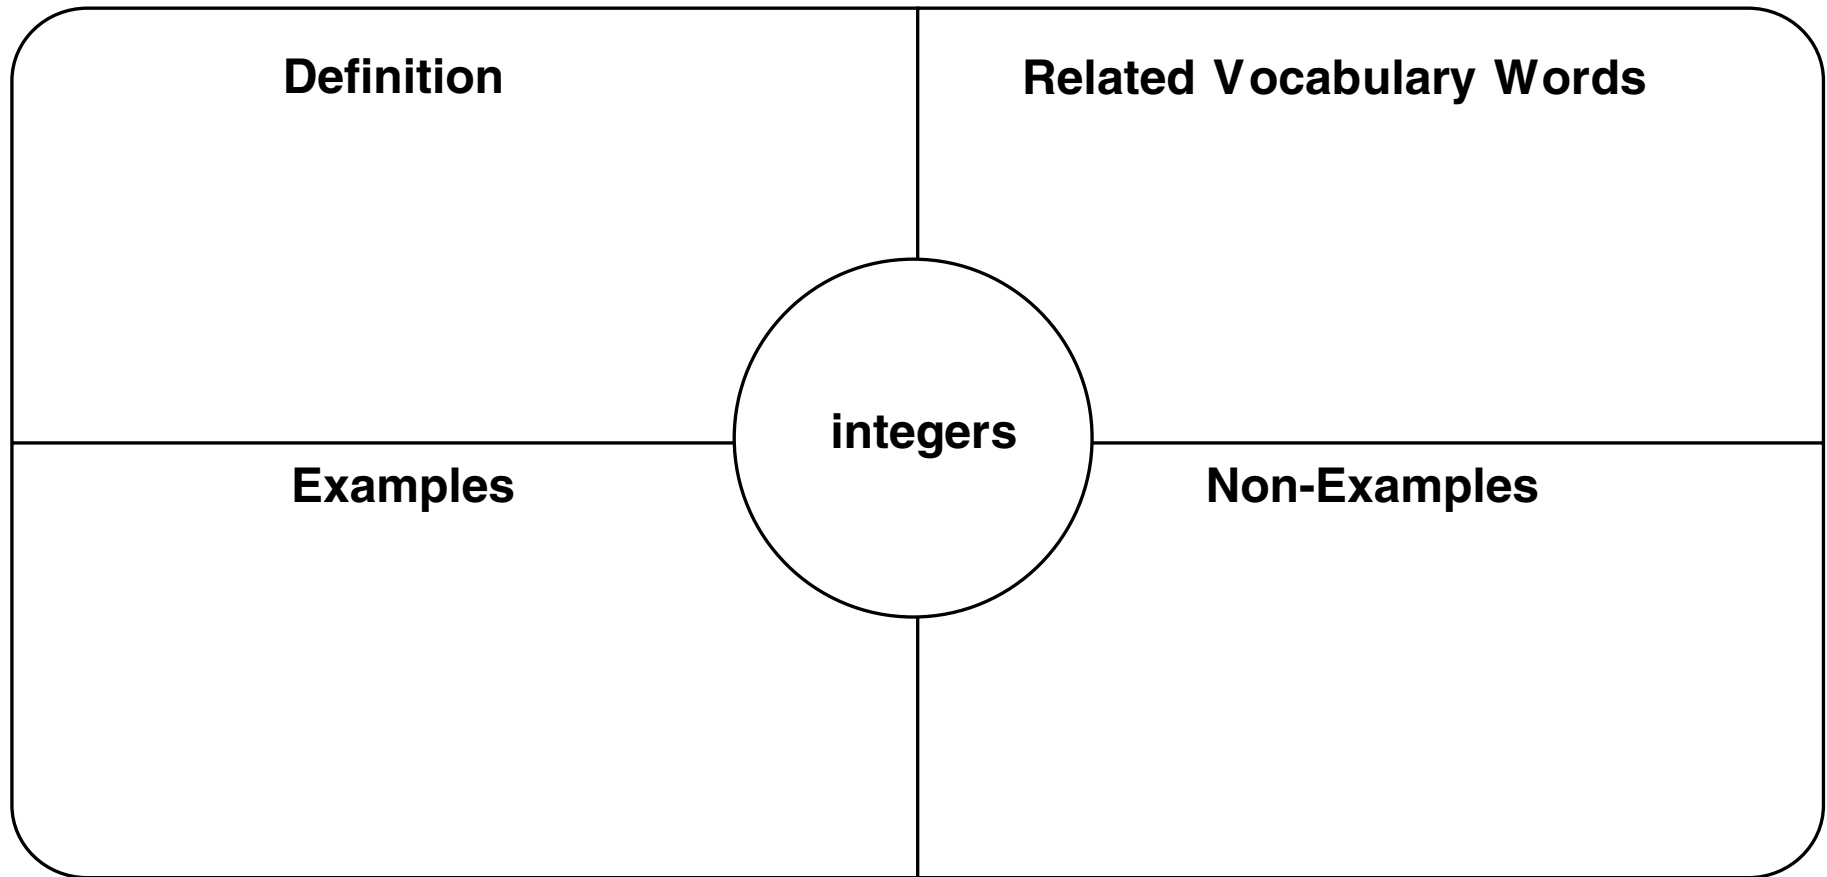 Definition
Related Vocabulary Words
integers
Examples
Non-Examples